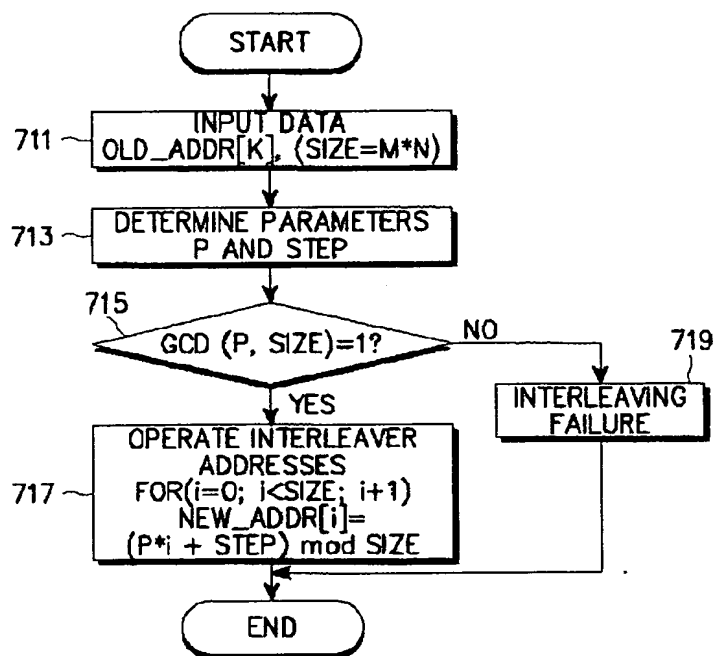 START
711
INPUT DATA
OLD_ADDR[K], (SIZE=M*N)
713
DETERMINE PARAMETERS
P AND STEP
715
GCD (P, SIZE)=1?
NO
719
YES
INTERLEAVING
FAILURE
717
OPERATE INTERLEAVER
ADDRESSES
FOR(i=0; i<SIZE; i+1)
NEW_ADDR[i]=
(P*i + STEP) mod SIZE
END